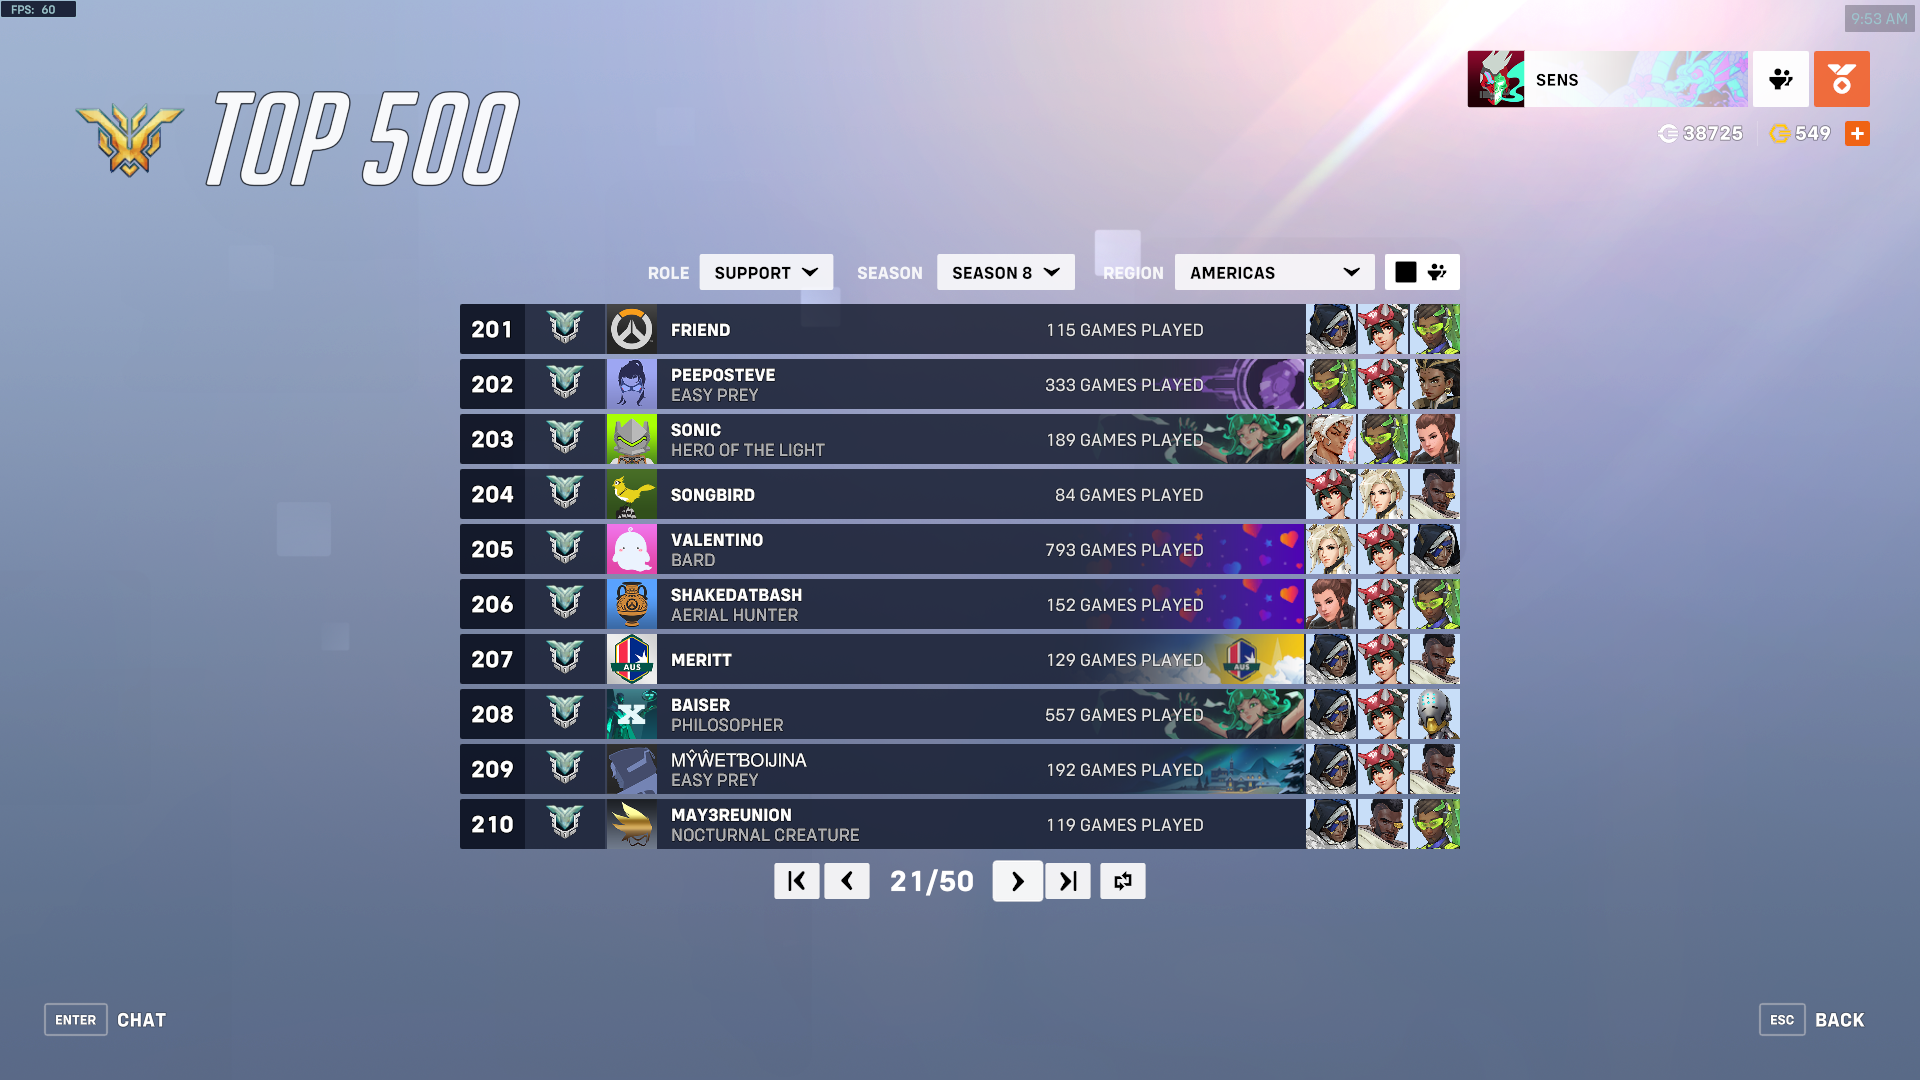 FPS: 60
9:53 AM
TOP 500
SENS
38725 549
ROLE SUPPORT SEASON SEASON 8 REGION AMERICAS
201 FRIEND 115 GAMES PLAYED
202 PEEPOSTEVE 333 GAMES PLAYED
EASY PREY
203 SONIC 189 GAMES PLAYED
HERO OF THE LIGHT
204 SONGBIRD 84 GAMES PLAYED
205 VALENTINO 793 GAMES PLAYED
BARD
206 SHAKEDATBASH 152 GAMES PLAYED
AERIAL HUNTER
207 AUS MERITT 129 GAMES PLAYED AUS
208 X BAISER 557 GAMES PLAYED
PHILOSOPHER
209 MŶŴEŤBOIJINA 192 GAMES PLAYED
EASY PREY
210 MAY3REUNION 119 GAMES PLAYED
NOCTURNAL CREATURE
21/50
ENTER CHAT
ESC BACK